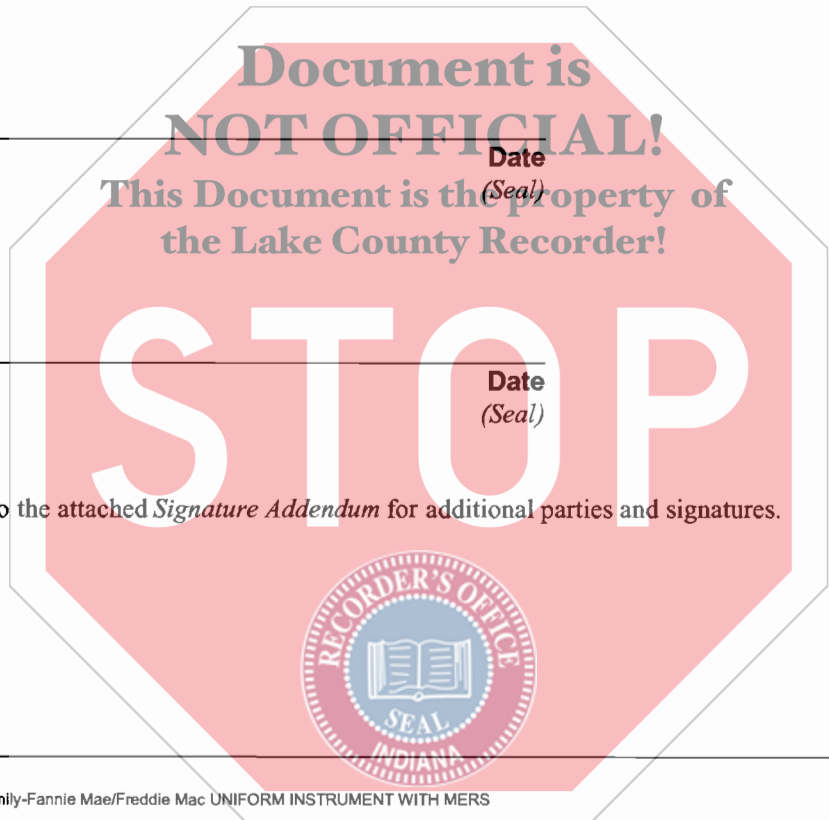 Document is
NOT OFFICIAL!
Date
(Seal)
This Document is the property of
the Lake County Recorder!
STOP
Date
(Seal)
the attached Signature Addendum for additional parties and signatures.
RECORDER'S OFFICE
SEAL
INDIANA
Fannie Mae/Freddie Mac UNIFORM INSTRUMENT WITH MERS